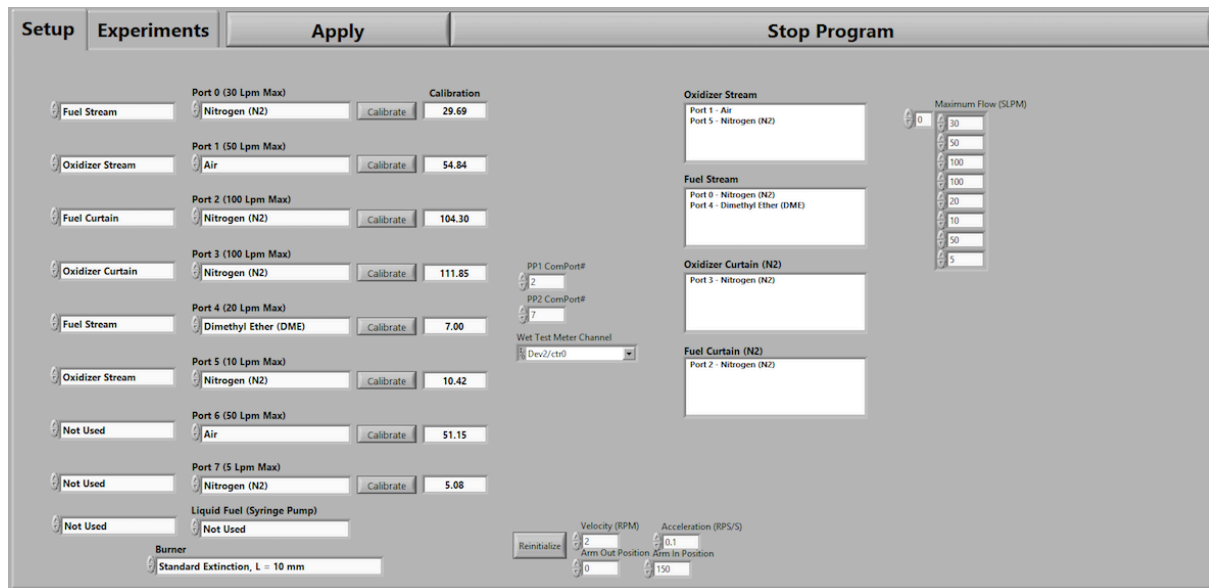 Setup Experiments Apply Stop Program
Port 0 (30 Lpm Max) Calibration
Fuel Stream Nitrogen (N2) Calibrate 29.69
Port 1 (50 Lpm Max)
Oxidizer Stream Air Calibrate 54.84
Port 2 (100 Lpm Max)
Fuel Curtain Nitrogen (N2) Calibrate 104.30
Port 3 (100 Lpm Max)
Oxidizer Curtain Nitrogen (N2) Calibrate 111.85
Port 4 (20 Lpm Max)
Fuel Stream Dimethyl Ether (DME) Calibrate 7.00
Port 5 (10 Lpm Max)
Oxidizer Stream Nitrogen (N2) Calibrate 10.42
Port 6 (50 Lpm Max)
Not Used Air Calibrate 51.15
Port 7 (5 Lpm Max)
Not Used Nitrogen (N2) Calibrate 5.08
Liquid Fuel (Syringe Pump)
Not Used Not Used
Burner
Standard Extinction, L = 10 mm
PP1 ComPort#
2
PP2 ComPort#
7
Wet Test Meter Channel
Dev2/ctr0
Velocity (RPM) Acceleration (RPS/S)
Reinitialize 2 0.1
Arm Out Position Arm In Position
0 150
Oxidizer Stream
Port 1 - Air
Port 5 - Nitrogen (N2)
Fuel Stream
Port 0 - Nitrogen (N2)
Port 4 - Dimethyl Ether (DME)
Oxidizer Curtain (N2)
Port 3 - Nitrogen (N2)
Fuel Curtain (N2)
Port 2 - Nitrogen (N2)
Maximum Flow (SLPM)
0 30
50
100
100
20
10
50
5